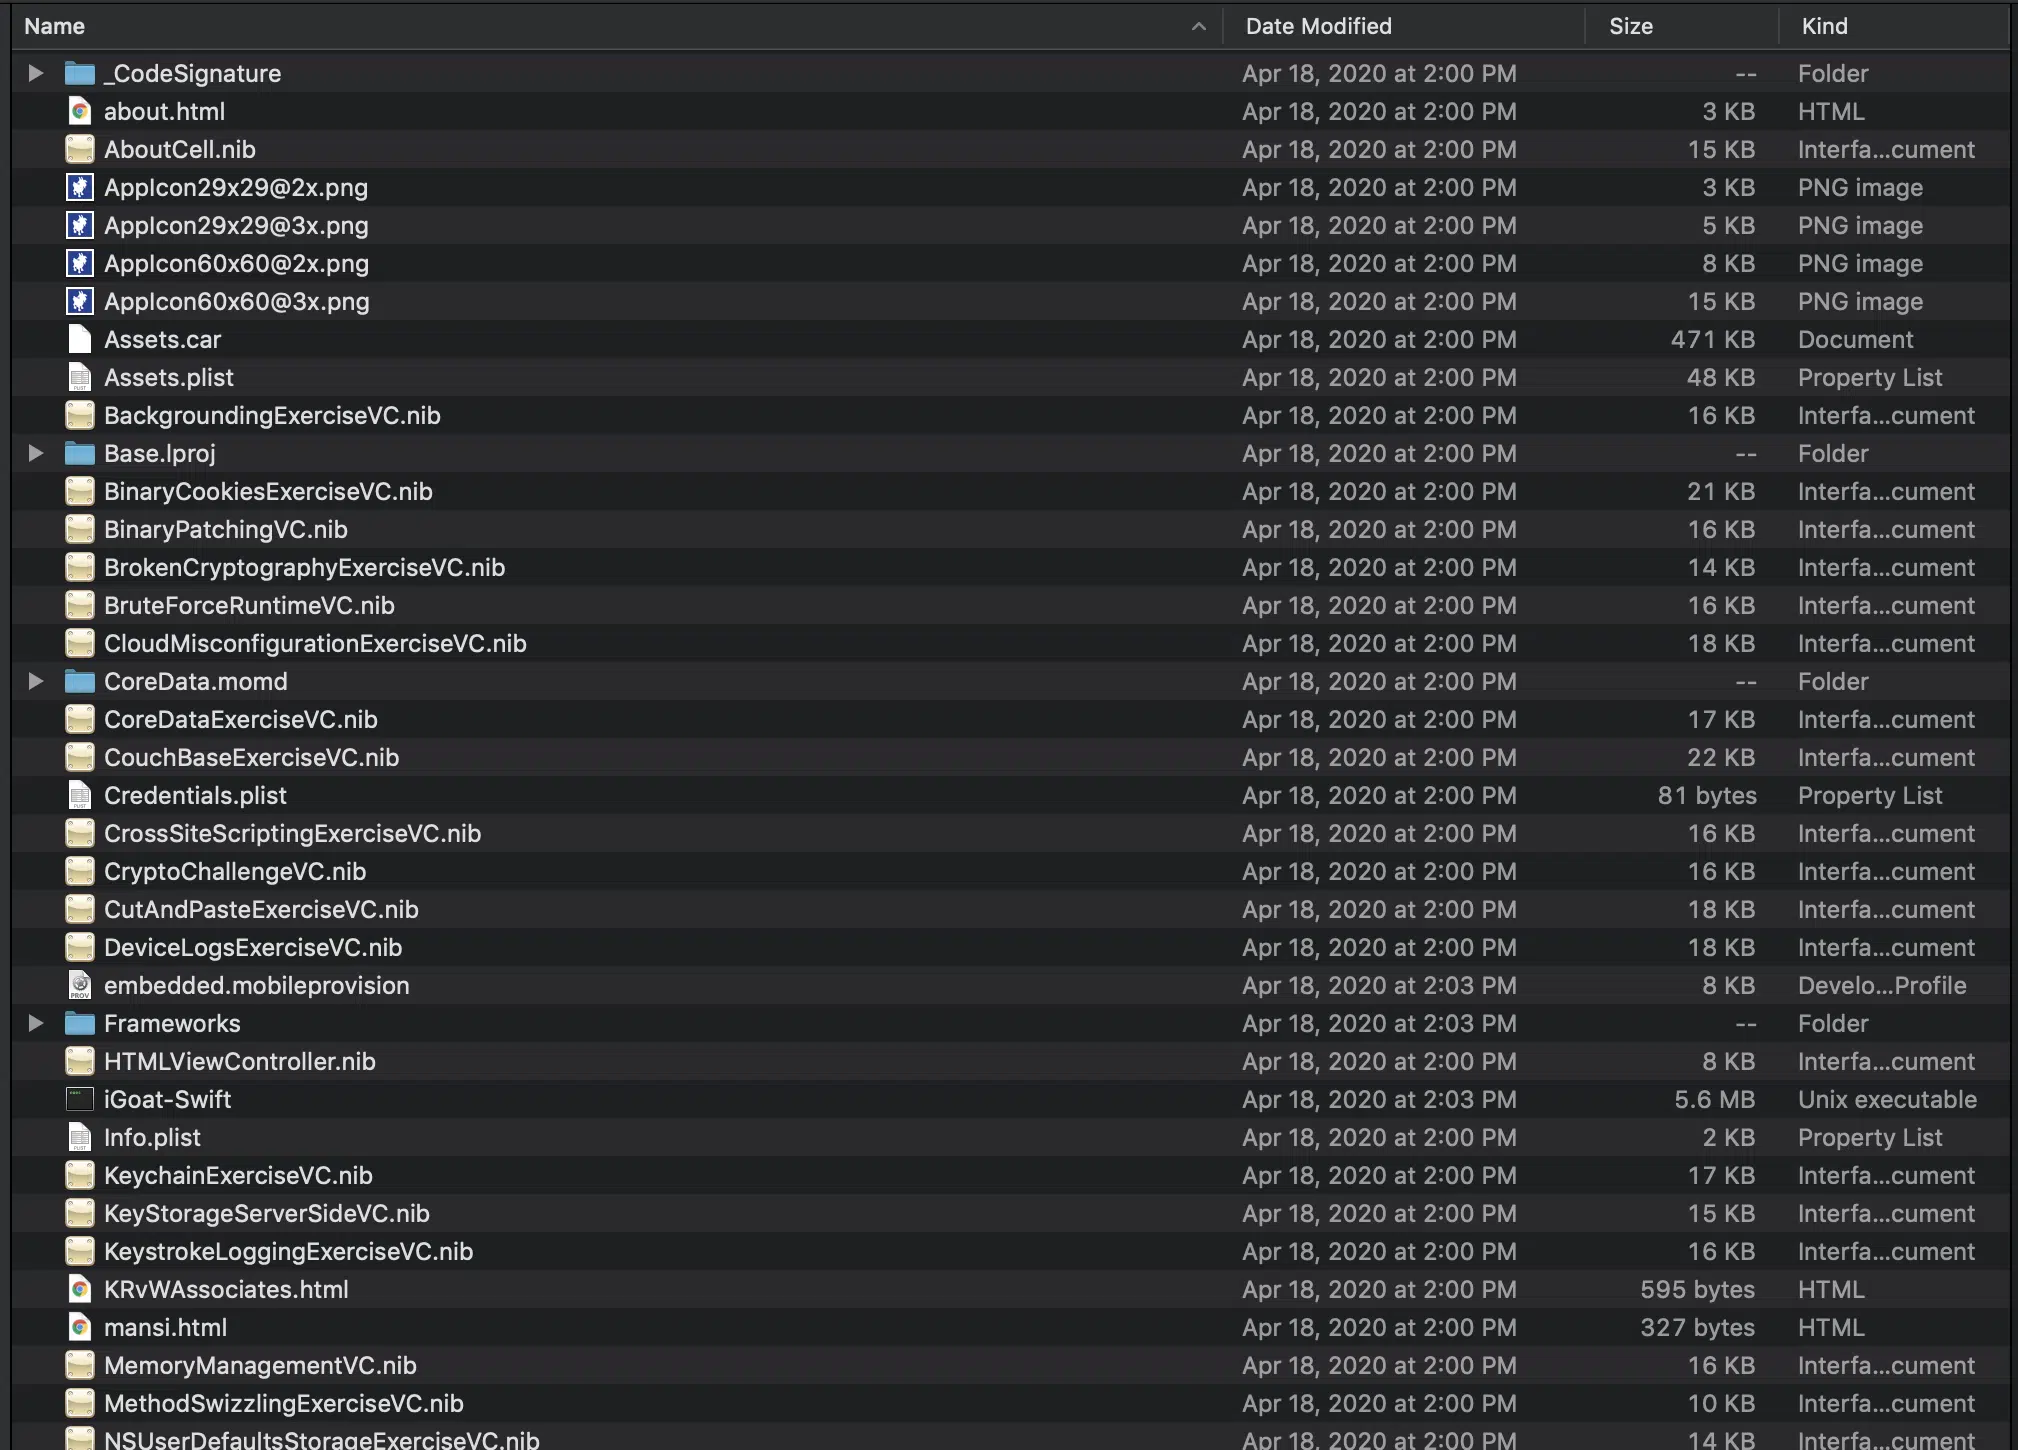 Name Date Modified Size Kind
_CodeSignature Apr 18, 2020 at 2:00 PM -- Folder
about.html Apr 18, 2020 at 2:00 PM 3 KB HTML
AboutCell.nib Apr 18, 2020 at 2:00 PM 15 KB Interfa...cument
AppIcon29x29@2x.png Apr 18, 2020 at 2:00 PM 3 KB PNG image
AppIcon29x29@3x.png Apr 18, 2020 at 2:00 PM 5 KB PNG image
AppIcon60x60@2x.png Apr 18, 2020 at 2:00 PM 8 KB PNG image
AppIcon60x60@3x.png Apr 18, 2020 at 2:00 PM 15 KB PNG image
Assets.car Apr 18, 2020 at 2:00 PM 471 KB Document
Assets.plist Apr 18, 2020 at 2:00 PM 48 KB Property List
BackgroundingExerciseVC.nib Apr 18, 2020 at 2:00 PM 16 KB Interfa...cument
Base.lproj Apr 18, 2020 at 2:00 PM -- Folder
BinaryCookiesExerciseVC.nib Apr 18, 2020 at 2:00 PM 21 KB Interfa...cument
BinaryPatchingVC.nib Apr 18, 2020 at 2:00 PM 16 KB Interfa...cument
BrokenCryptographyExerciseVC.nib Apr 18, 2020 at 2:00 PM 14 KB Interfa...cument
BruteForceRuntimeVC.nib Apr 18, 2020 at 2:00 PM 16 KB Interfa...cument
CloudMisconfigurationExerciseVC.nib Apr 18, 2020 at 2:00 PM 18 KB Interfa...cument
CoreData.momd Apr 18, 2020 at 2:00 PM -- Folder
CoreDataExerciseVC.nib Apr 18, 2020 at 2:00 PM 17 KB Interfa...cument
CouchBaseExerciseVC.nib Apr 18, 2020 at 2:00 PM 22 KB Interfa...cument
Credentials.plist Apr 18, 2020 at 2:00 PM 81 bytes Property List
CrossSiteScriptingExerciseVC.nib Apr 18, 2020 at 2:00 PM 16 KB Interfa...cument
CryptoChallengeVC.nib Apr 18, 2020 at 2:00 PM 16 KB Interfa...cument
CutAndPasteExerciseVC.nib Apr 18, 2020 at 2:00 PM 18 KB Interfa...cument
DeviceLogsExerciseVC.nib Apr 18, 2020 at 2:00 PM 18 KB Interfa...cument
embedded.mobileprovision Apr 18, 2020 at 2:03 PM 8 KB Develo...Profile
Frameworks Apr 18, 2020 at 2:03 PM -- Folder
HTMLViewController.nib Apr 18, 2020 at 2:00 PM 8 KB Interfa...cument
iGoat-Swift Apr 18, 2020 at 2:03 PM 5.6 MB Unix executable
Info.plist Apr 18, 2020 at 2:00 PM 2 KB Property List
KeychainExerciseVC.nib Apr 18, 2020 at 2:00 PM 17 KB Interfa...cument
KeyStorageServerSideVC.nib Apr 18, 2020 at 2:00 PM 15 KB Interfa...cument
KeystrokeLoggingExerciseVC.nib Apr 18, 2020 at 2:00 PM 16 KB Interfa...cument
KRvWAssociates.html Apr 18, 2020 at 2:00 PM 595 bytes HTML
mansi.html Apr 18, 2020 at 2:00 PM 327 bytes HTML
MemoryManagementVC.nib Apr 18, 2020 at 2:00 PM 16 KB Interfa...cument
MethodSwizzlingExerciseVC.nib Apr 18, 2020 at 2:00 PM 10 KB Interfa...cument
NSUserDefaultsStorageExerciseVC.nib Apr 18, 2020 at 2:00 PM 14 KB Interfa...cument